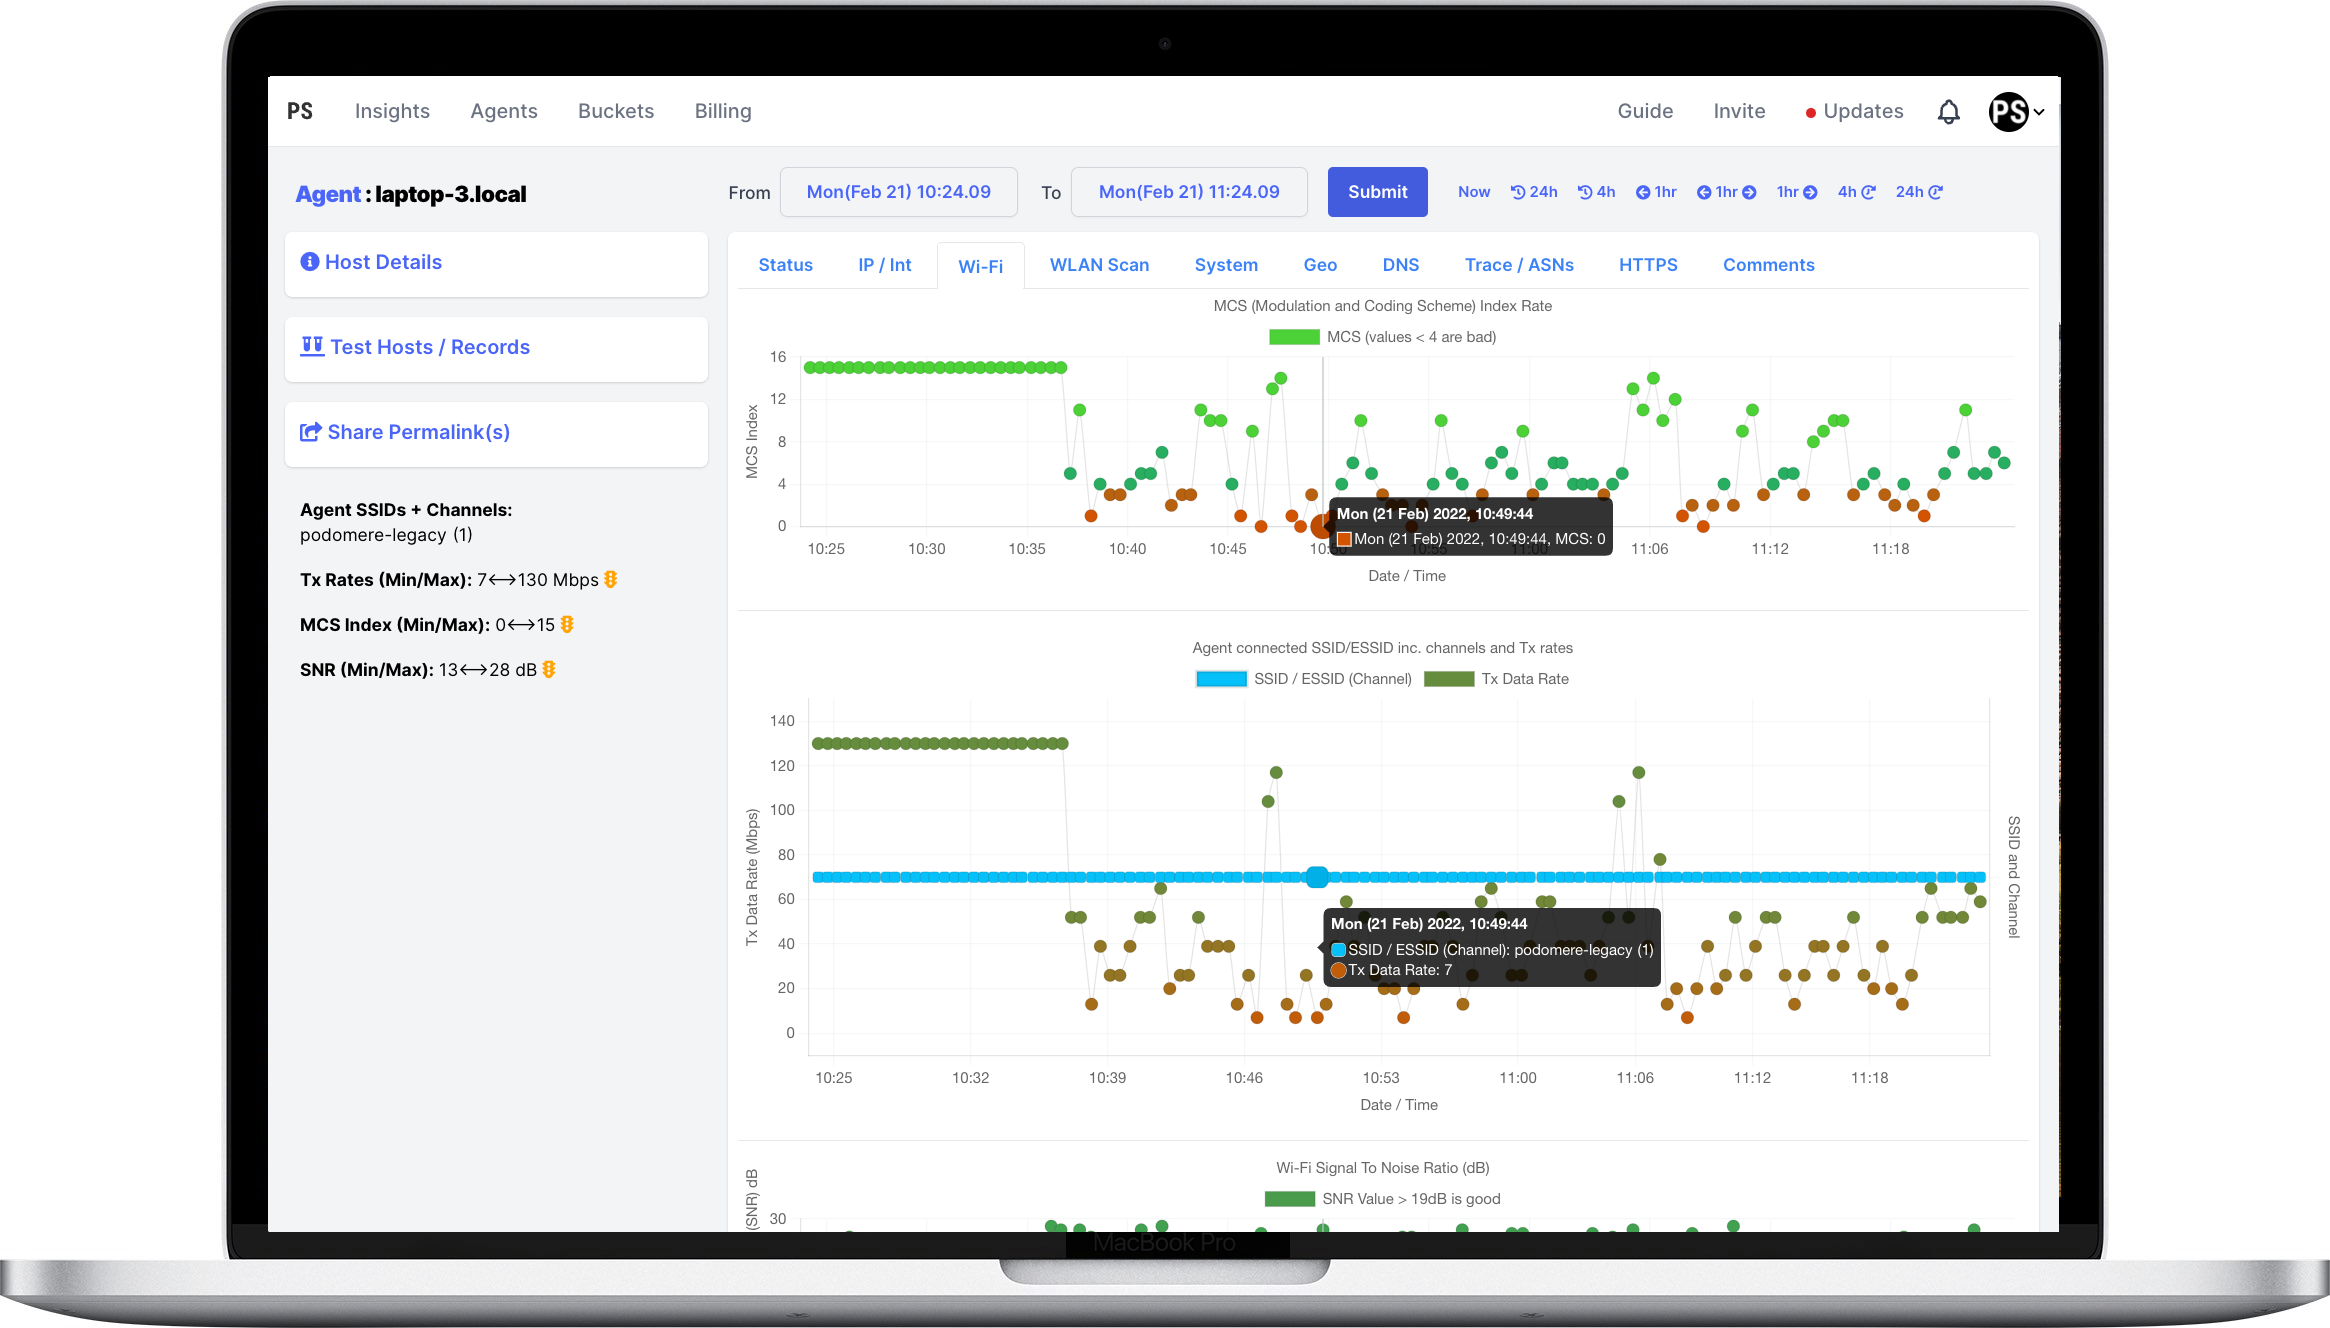 PS Insights Agents Buckets Billing Guide Invite Updates PS
Agent : laptop-3.local
From Mon(Feb 21) 10:24.09 To Mon(Feb 21) 11:24.09 Submit Now 24h 4h 1hr 1hr 1hr 4h 24h
Host Details
Test Hosts / Records
Share Permalink(s)
Agent SSIDs + Channels:
podomere-legacy (1)
Tx Rates (Min/Max): 7<->130 Mbps
MCS Index (Min/Max): 0<->15
SNR (Min/Max): 13<->28 dB
Status IP / Int Wi-Fi WLAN Scan System Geo DNS Trace / ASNs HTTPS Comments
MCS (Modulation and Coding Scheme) Index Rate
MCS (values < 4 are bad)
MCS Index
16
12
8
4
0
Mon (21 Feb) 2022, 10:49:44
Mon (21 Feb) 2022, 10:49:44, MCS: 0
10:25 10:30 10:35 10:40 10:45 10:50 10:55 11:00 11:06 11:12 11:18
Date / Time
Agent connected SSID/ESSID inc. channels and Tx rates
SSID / ESSID (Channel) Tx Data Rate
Tx Data Rate (Mbps)
140
120
100
80
60
40
20
0
SSID and Channel
Mon (21 Feb) 2022, 10:49:44
SSID / ESSID (Channel): podomere-legacy (1)
Tx Data Rate: 7
10:25 10:32 10:39 10:46 10:53 11:00 11:06 11:12 11:18
Date / Time
Wi-Fi Signal To Noise Ratio (dB)
SNR Value > 19dB is good
(SNR) dB
30
MacBook Pro